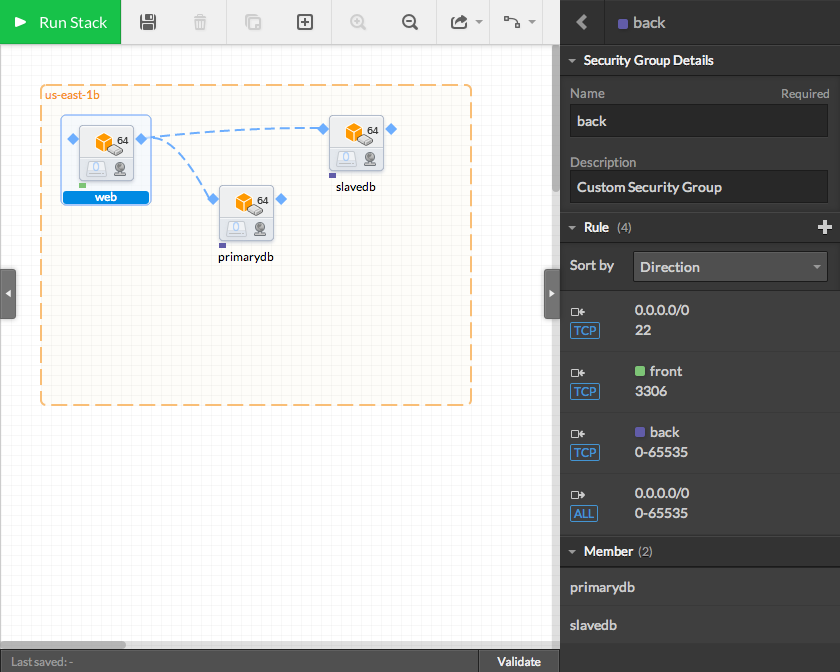 Run Stack
back
us-east-1b
64
web
64
slavedb
64
primarydb
Security Group Details
Name Required
back
Description
Custom Security Group
Rule (4)
Sort by Direction
0.0.0.0/0
TCP 22
front
TCP 3306
back
TCP 0-65535
0.0.0.0/0
ALL 0-65535
Member (2)
primarydb
slavedb
Last saved: - Validate